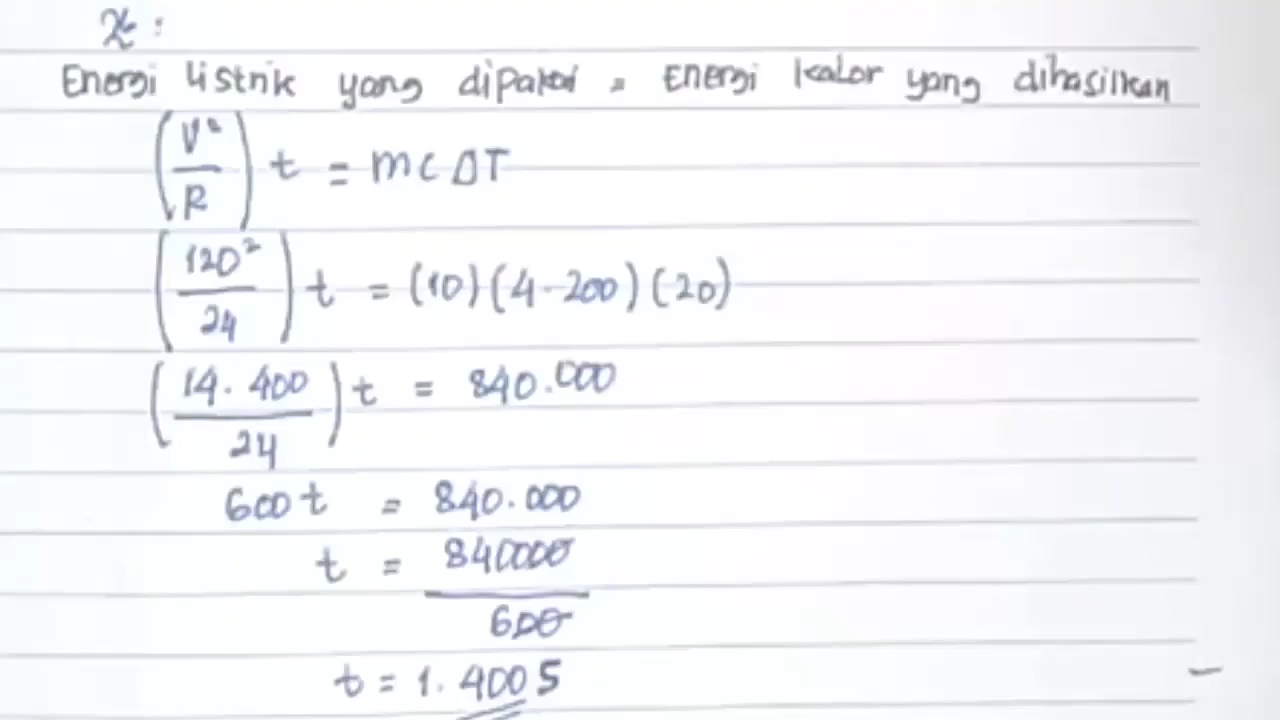 Energi listrik yang dipakai = Energi kalor yang dihasilkan
(V²/R) t = mcΔT
(120²/24) t = (10)(4.200)(20)
(14.400/24) t = 840.000
600t = 840.000
t = 840000/600
t = 1.400 s